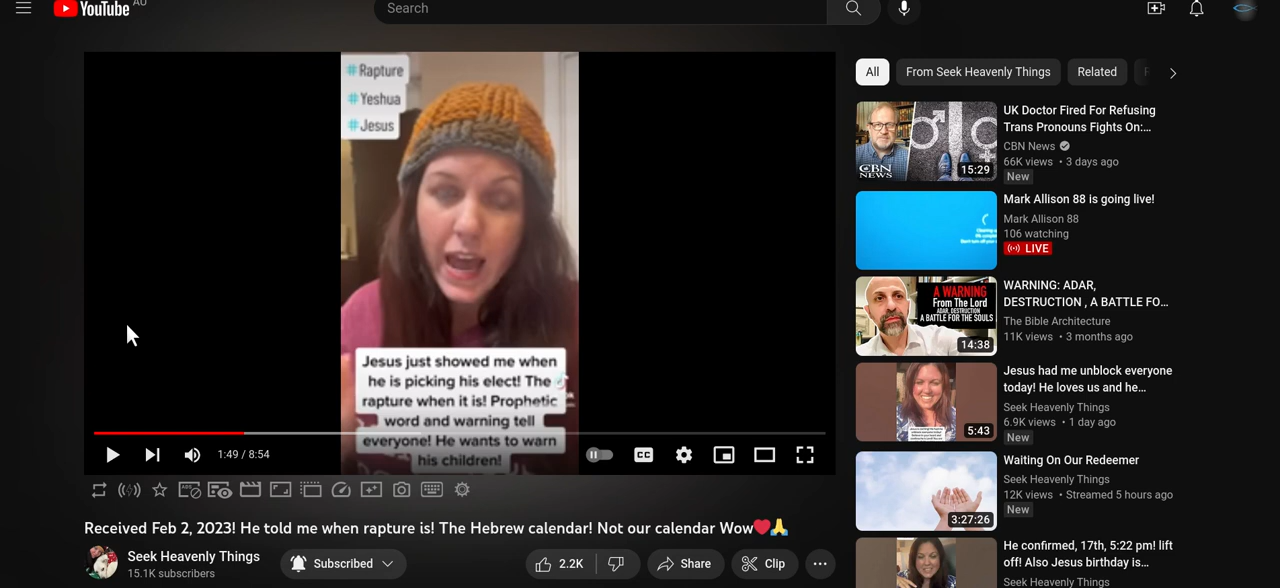 YouTube AU
Search
#Rapture
#Yeshua
#Jesus
Jesus just showed me when
he is picking his elect! The
rapture when it is! Prophetic
word and warning tell
everyone! He wants to warn
his children!
1:49 / 8:54
CC
Received Feb 2, 2023! He told me when rapture is! The Hebrew calendar! Not our calendar Wow❤️🙏
Seek Heavenly Things
15.1K subscribers
Subscribed
2.2K
Share
Clip
All
From Seek Heavenly Things
Related
UK Doctor Fired For Refusing
Trans Pronouns Fights On:...
CBN News
66K views • 3 days ago
New
CBN
NEWS
15:29
Mark Allison 88 is going live!
Mark Allison 88
106 watching
LIVE
WARNING: ADAR,
DESTRUCTION , A BATTLE FO...
The Bible Architecture
11K views • 3 months ago
A WARNING
From The Lord
ADAR, DESTRUCTION
A BATTLE FOR THE SOULS
14:38
Jesus had me unblock everyone
today! He loves us and he...
Seek Heavenly Things
6.9K views • 1 day ago
New
5:43
Waiting On Our Redeemer
Seek Heavenly Things
12K views • Streamed 5 hours ago
New
3:27:26
He confirmed, 17th, 5:22 pm! lift
off! Also Jesus birthday is...
Seek Heavenly Things